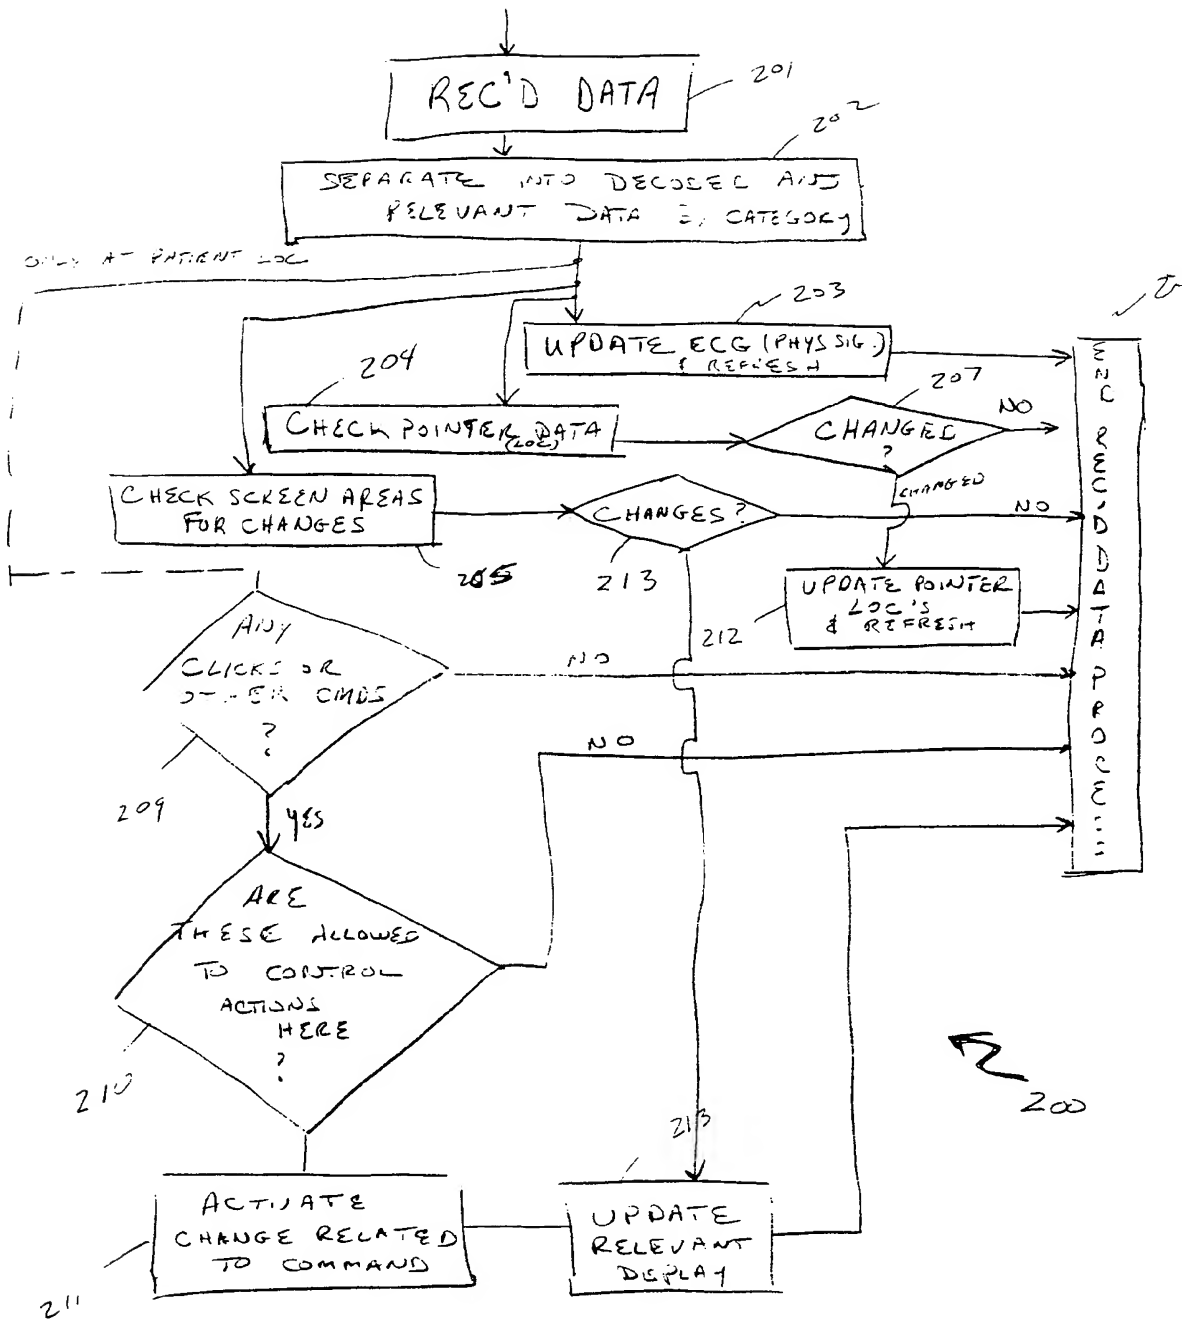 REC'D DATA
201
202
SEPARATE INTO DECODED AND
RELEVANT DATA CATEGORY
ONLY AT PATIENT LOC
203
UPDATE ECG (PHYS SIG.)
& REFRESH
204
CHECK POINTER DATA
(LOC)
207
CHANGED
?
NO
CHANGED
CHECK SCREEN AREAS
FOR CHANGES
205
CHANGES?
213
NO
UPDATE POINTER
LOC'S
& REFRESH
212
ANY
CLICKS OR
OTHER CMDS
?
209
NO
YES
ARE
THESE ALLOWED
TO CONTROL
ACTIONS
HERE
?
210
NO
ACTIVATE
CHANGE RELATED
TO COMMAND
211
213
UPDATE
RELEVANT
DISPLAY
REC'D DATA
200